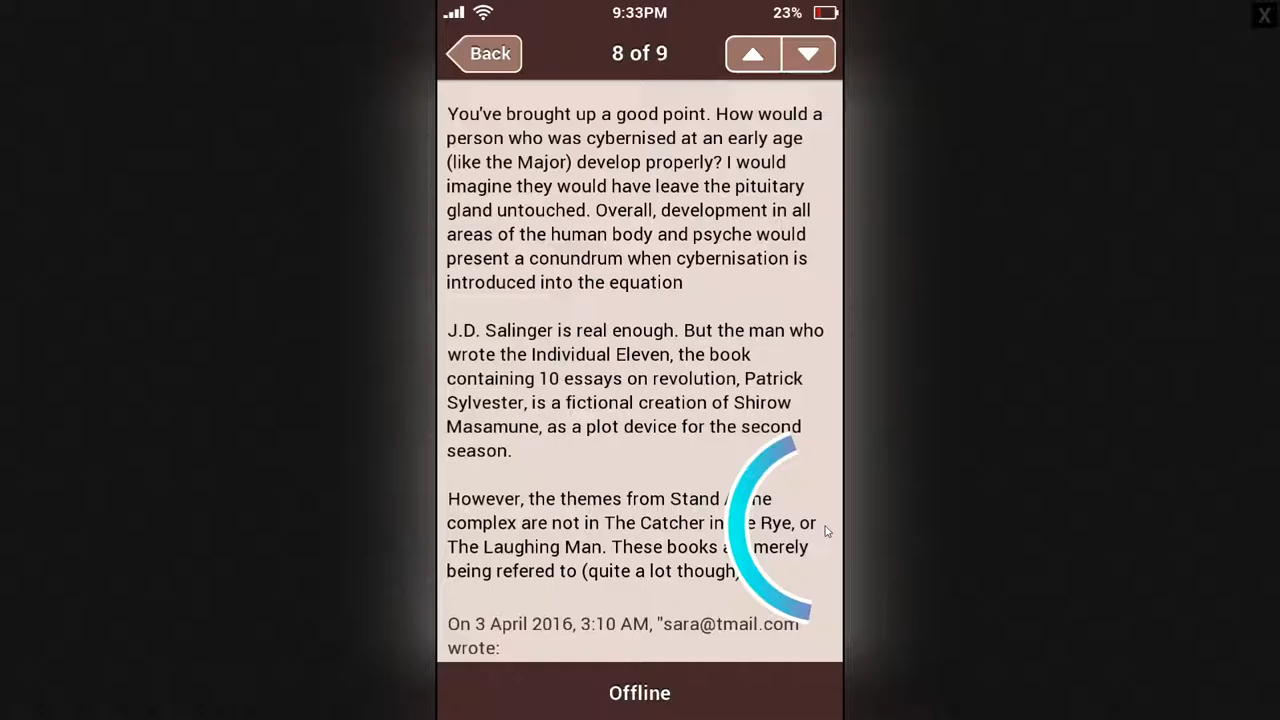 9:33PM
23%
X
Back
8 of 9
You've brought up a good point. How would a
person who was cybernised at an early age
(like the Major) develop properly? I would
imagine they would have leave the pituitary
gland untouched. Overall, development in all
areas of the human body and psyche would
present a conundrum when cybernisation is
introduced into the equation
J.D. Salinger is real enough. But the man who
wrote the Individual Eleven, the book
containing 10 essays on revolution, Patrick
Sylvester, is a fictional creation of Shirow
Masamune, as a plot device for the second
season.
However, the themes from Stand
complex are not in The Catcher in Rye, or
The Laughing Man. These books merely
being refered to (quite a lot though
On 3 April 2016, 3:10 AM, "sara@tmail.com
wrote:
Offline